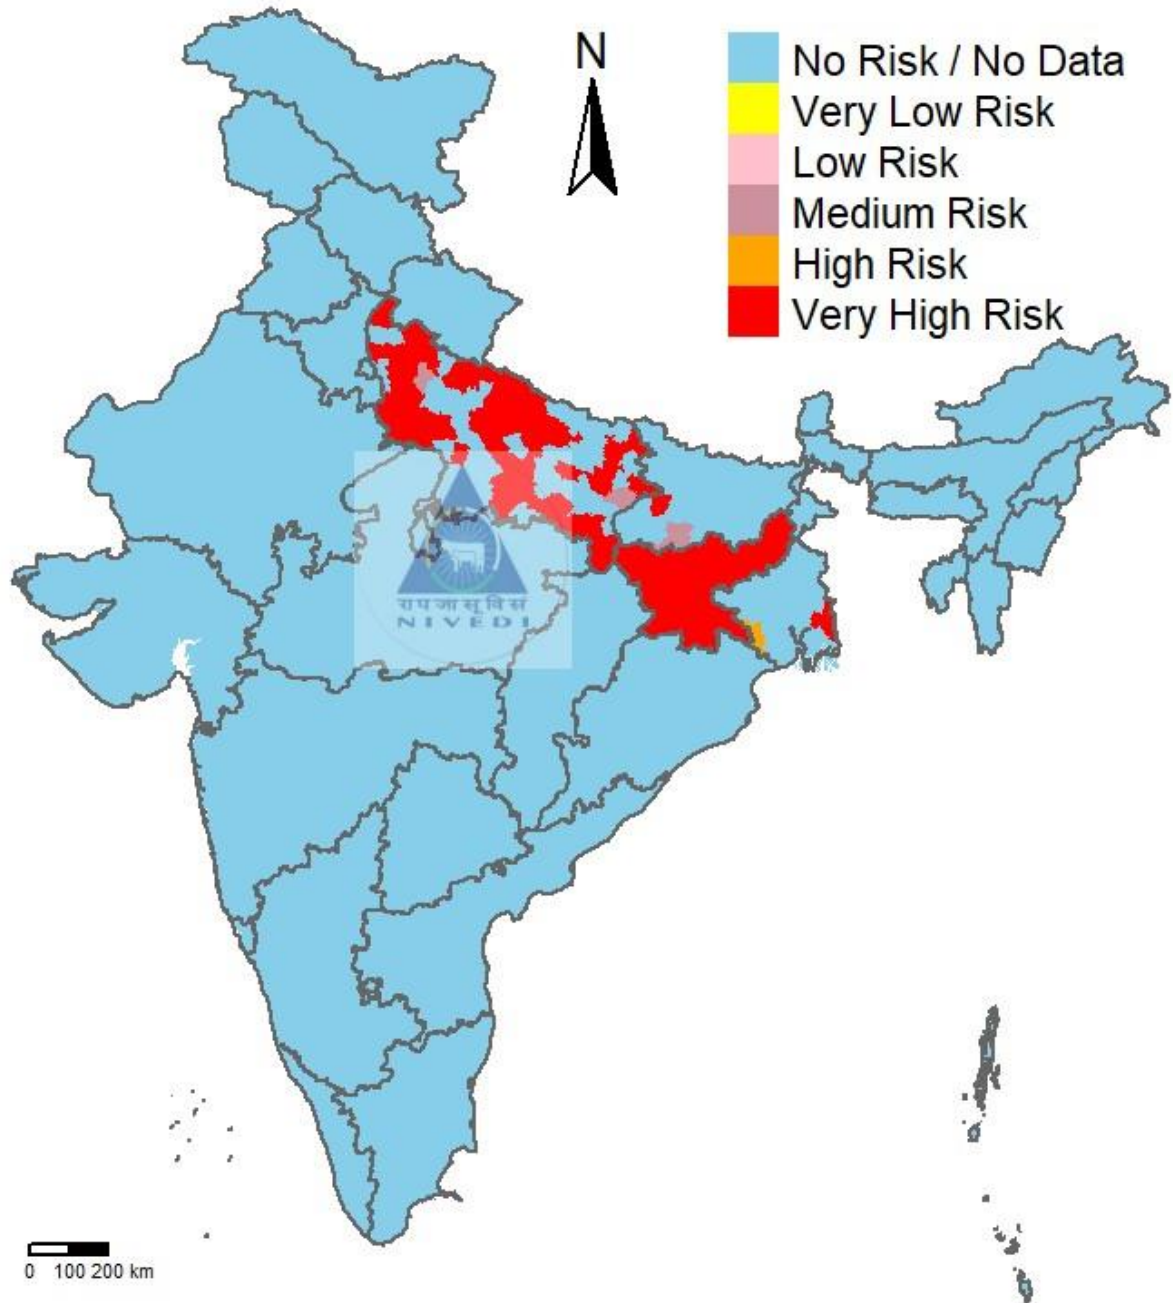 N
No Risk / No Data
Very Low Risk
Low Risk
Medium Risk
High Risk
Very High Risk
रापजासूविसं
NIVEDI
0 100 200 km